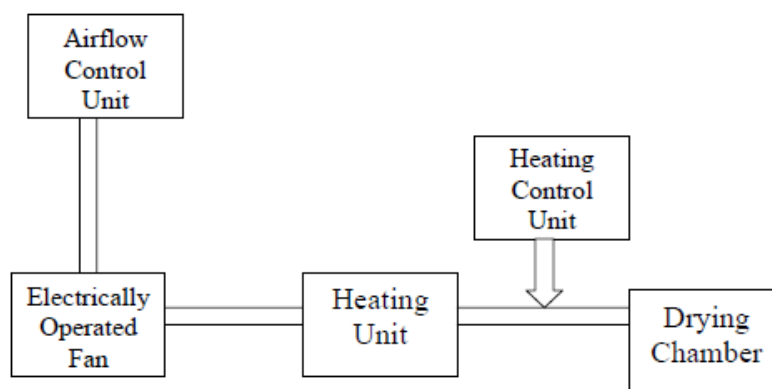 Airflow
Control
Unit
Heating
Control
Unit
Electrically
Operated
Fan
Heating
Unit
Drying
Chamber